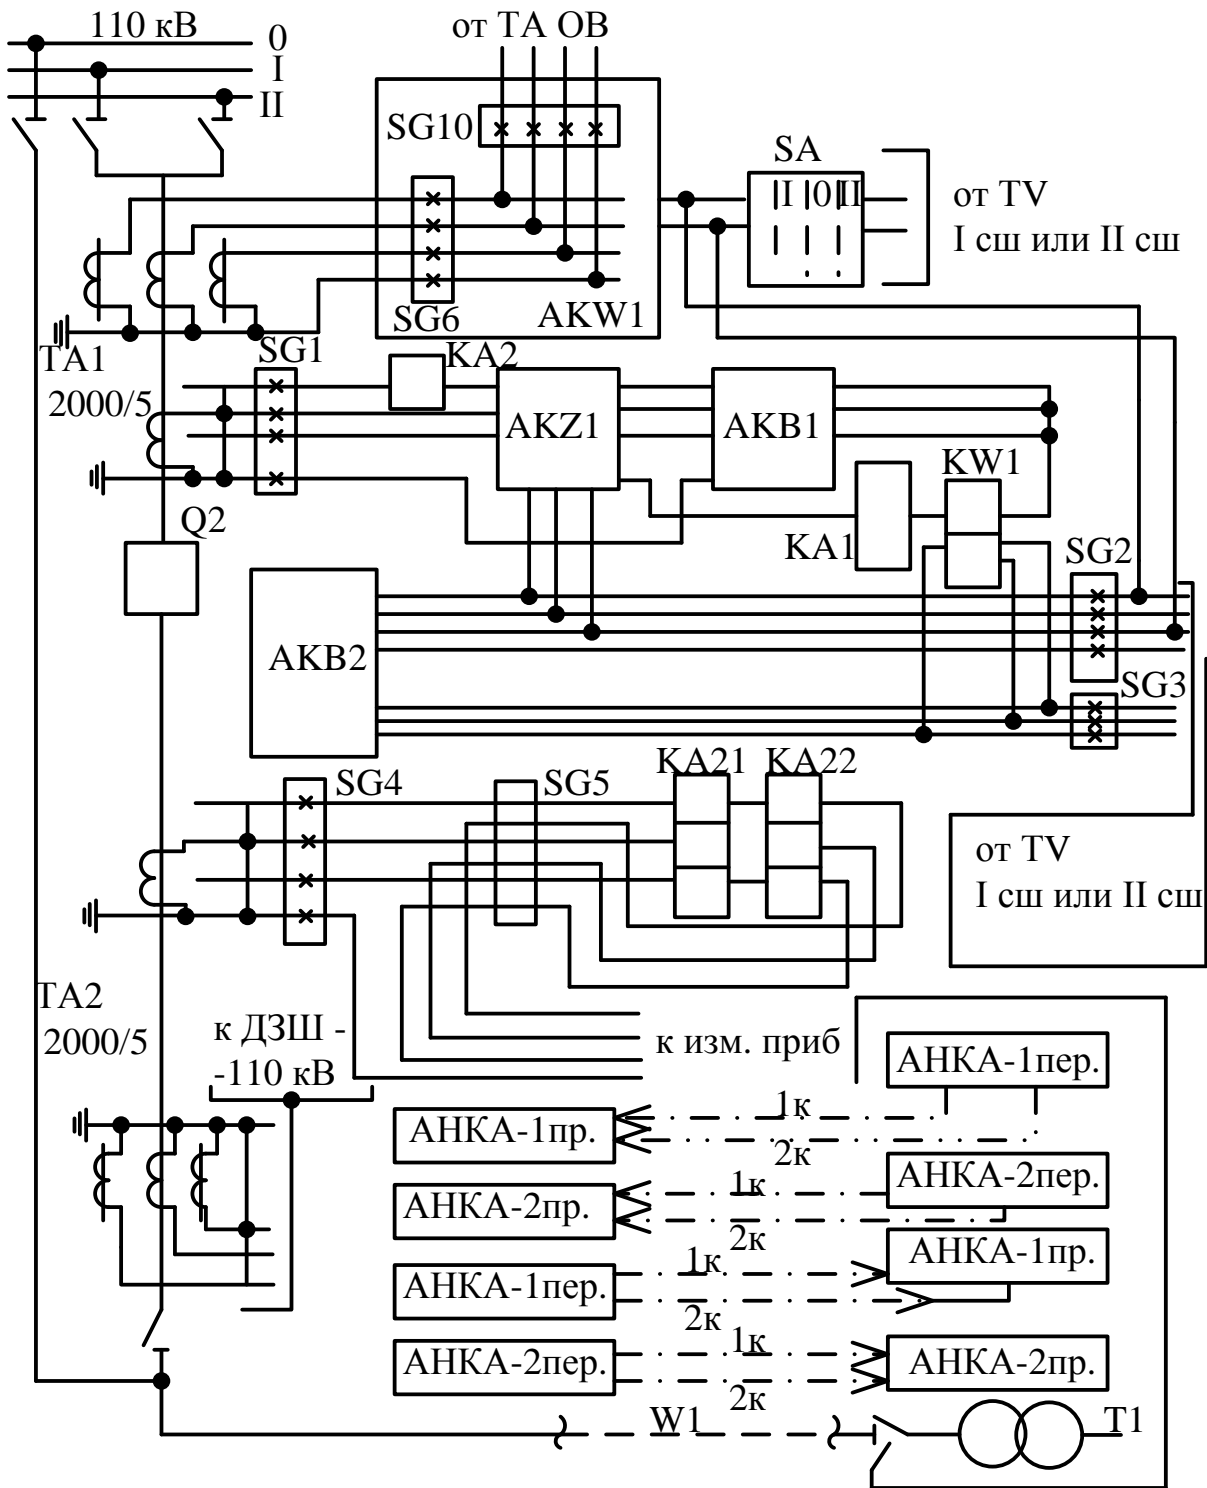 110 кВ
0
I
II
от ТА ОВ
SG10
SA
I 0 II
от TV
I сш или II сш
SG6
AKW1
TA1
2000/5
SG1
KA2
AKZ1
AKB1
KW1
Q2
KA1
SG2
AKB2
SG3
SG4
SG5
KA21
KA22
от TV
I сш или II сш
TA2
2000/5
к ДЗШ -
-110 кВ
к изм. приб
АНКА-1пер.
1к
АНКА-1пр.
2к
АНКА-2пер.
1к
АНКА-2пр.
2к
АНКА-1пр.
1к
АНКА-1пер.
2к
1к
АНКА-2пер.
АНКА-2пр.
2к
W1
T1